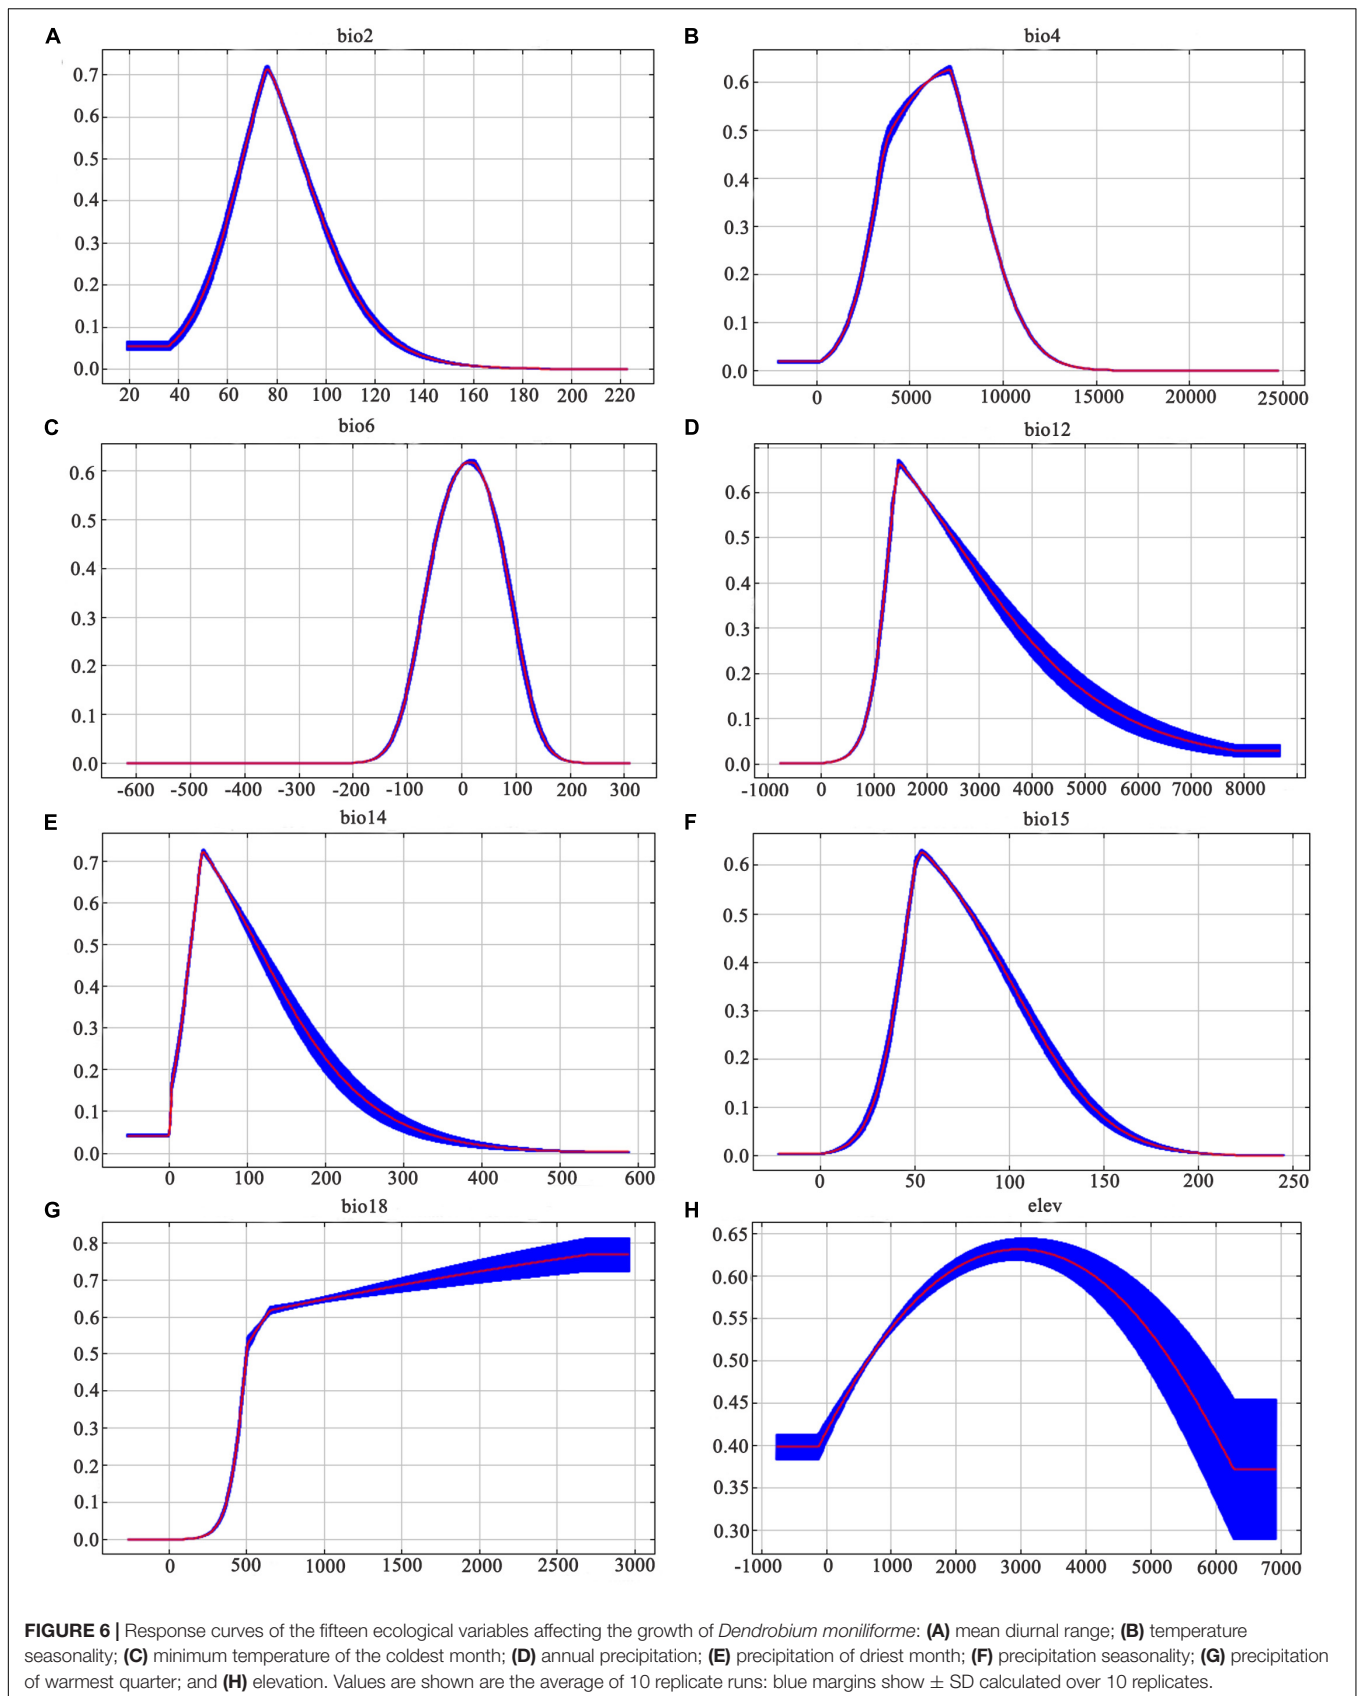 A
bio2
0.7
0.6
0.5
0.4
0.3
0.2
0.1
0.0
20 40 60 80 100 120 140 160 180 200 220
B
bio4
0.6
0.5
0.4
0.3
0.2
0.1
0.0
0 5000 10000 15000 20000 25000
C
bio6
0.6
0.5
0.4
0.3
0.2
0.1
0.0
-600 -500 -400 -300 -200 -100 0 100 200 300
D
bio12
0.6
0.5
0.4
0.3
0.2
0.1
0.0
-1000 0 1000 2000 3000 4000 5000 6000 7000 8000
E
bio14
0.7
0.6
0.5
0.4
0.3
0.2
0.1
0.0
0 100 200 300 400 500 600
F
bio15
0.6
0.5
0.4
0.3
0.2
0.1
0.0
0 50 100 150 200 250
G
bio18
0.8
0.7
0.6
0.5
0.4
0.3
0.2
0.1
0.0
0 500 1000 1500 2000 2500 3000
H
elev
0.65
0.60
0.55
0.50
0.45
0.40
0.35
0.30
-1000 0 1000 2000 3000 4000 5000 6000 7000
FIGURE 6 | Response curves of the fifteen ecological variables affecting the growth of Dendrobium moniliforme: (A) mean diurnal range; (B) temperature
seasonality; (C) minimum temperature of the coldest month; (D) annual precipitation; (E) precipitation of driest month; (F) precipitation seasonality; (G) precipitation
of warmest quarter; and (H) elevation. Values are shown are the average of 10 replicate runs: blue margins show ± SD calculated over 10 replicates.